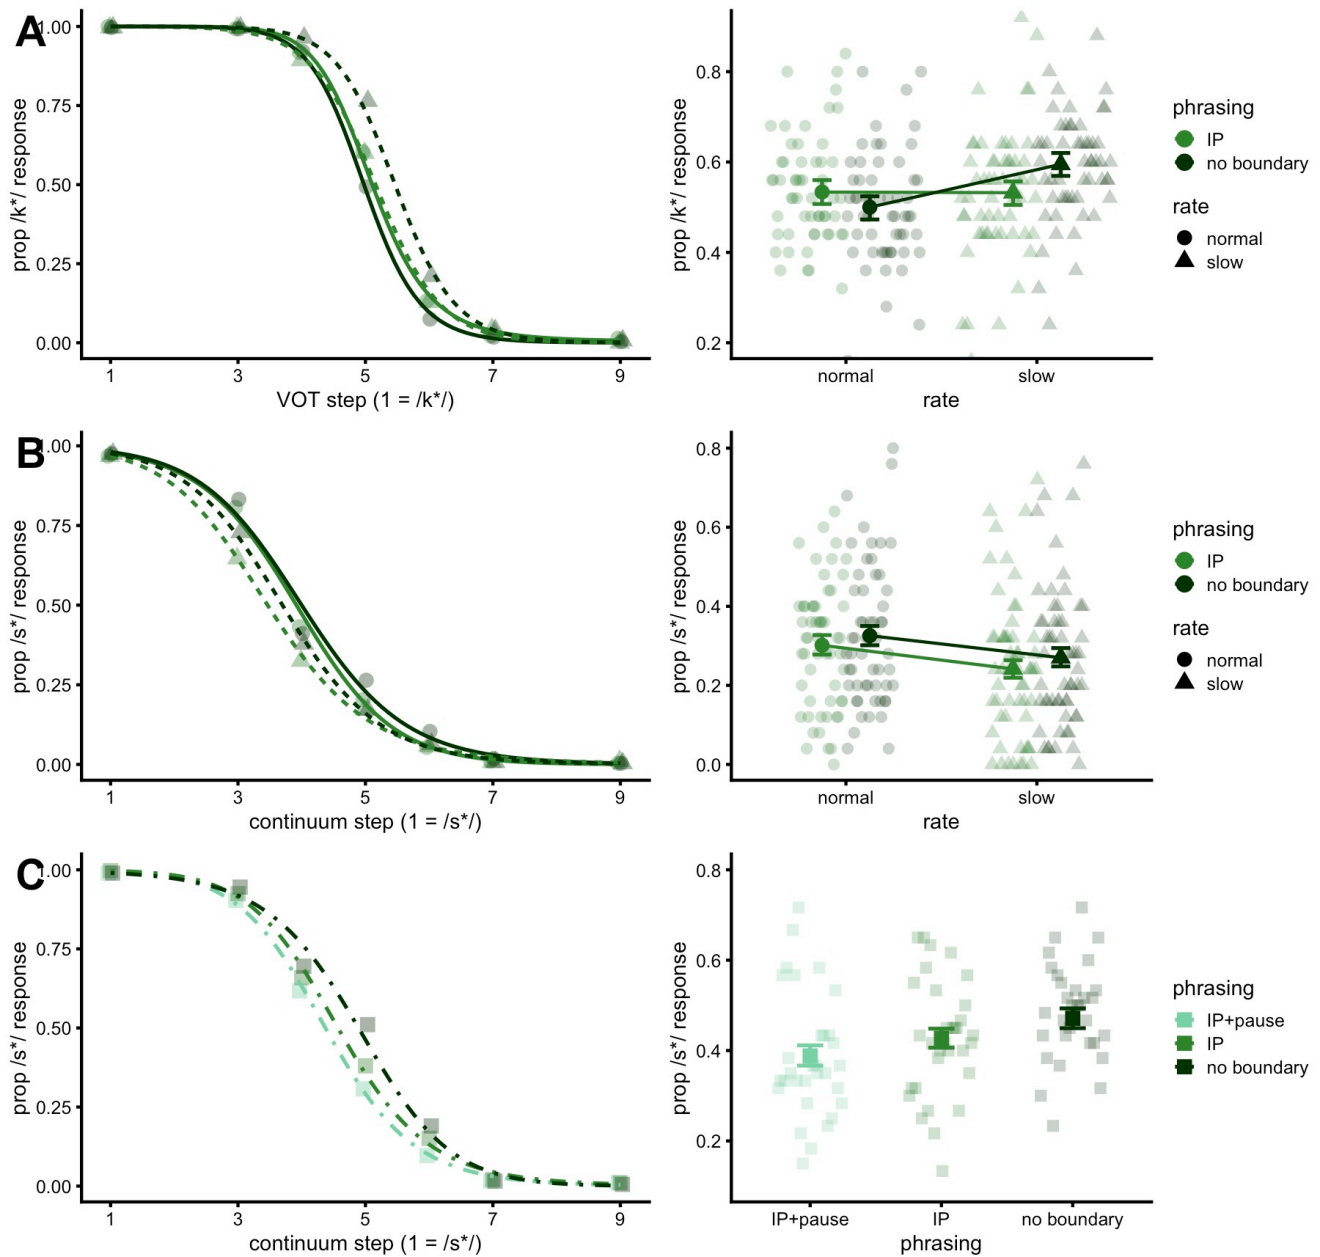 A
1.00
0.75
0.50
0.25
0.00
prop /k*/ response
1 3 5 7 9
VOT step (1 = /k*/)
0.8
0.6
0.4
0.2
prop /k*/ response
normal slow
rate
phrasing
IP
no boundary
rate
normal
slow
B
1.00
0.75
0.50
0.25
0.00
prop /s*/ response
1 3 5 7 9
continuum step (1 = /s*/)
0.8
0.6
0.4
0.2
0.0
prop /s*/ response
normal slow
rate
phrasing
IP
no boundary
rate
normal
slow
C
1.00
0.75
0.50
0.25
0.00
prop /s*/ response
1 3 5 7 9
continuum step (1 = /s*/)
0.8
0.6
0.4
0.2
prop /s*/ response
IP+pause IP no boundary
phrasing
phrasing
IP+pause
IP
no boundary